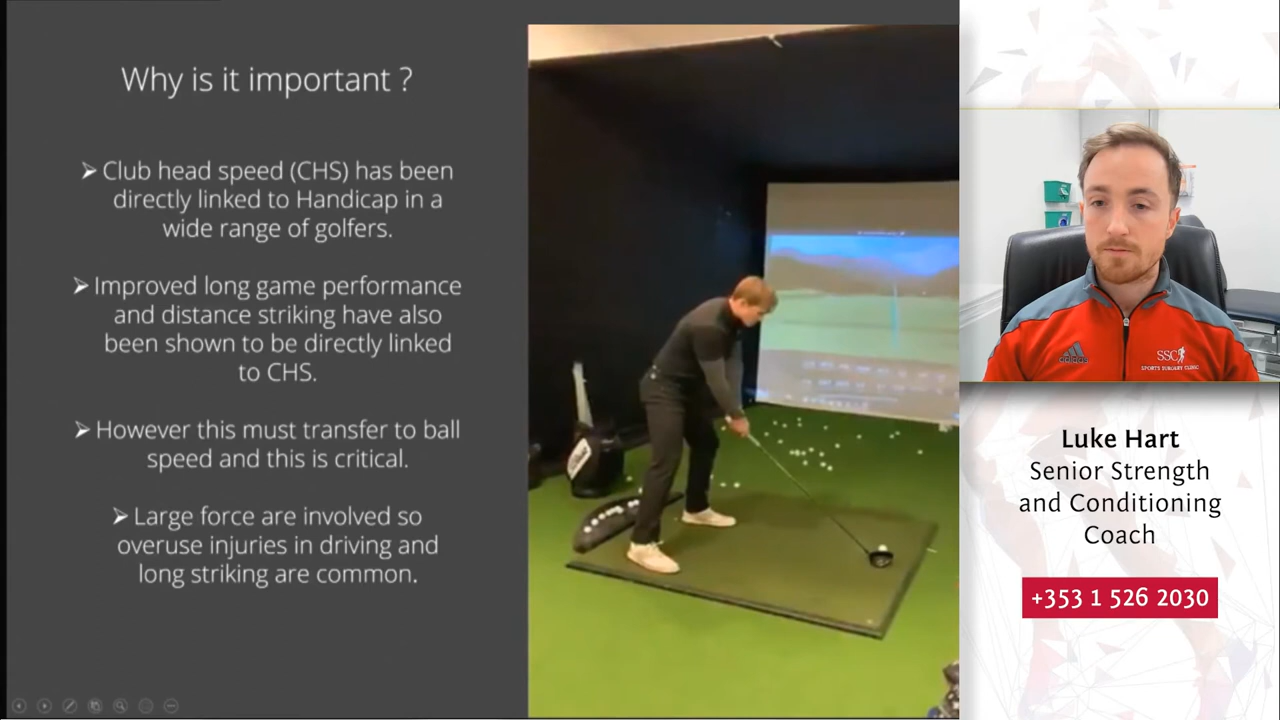 Why is it important ?
➢ Club head speed (CHS) has been
directly linked to Handicap in a
wide range of golfers.
➢ Improved long game performance
and distance striking have also
been shown to be directly linked
to CHS.
➢ However this must transfer to ball
speed and this is critical.
➢ Large force are involved so
overuse injuries in driving and
long striking are common.
adidas
SSC
SPORTS SURGERY CLINIC
Luke Hart
Senior Strength
and Conditioning
Coach
+353 1 526 2030